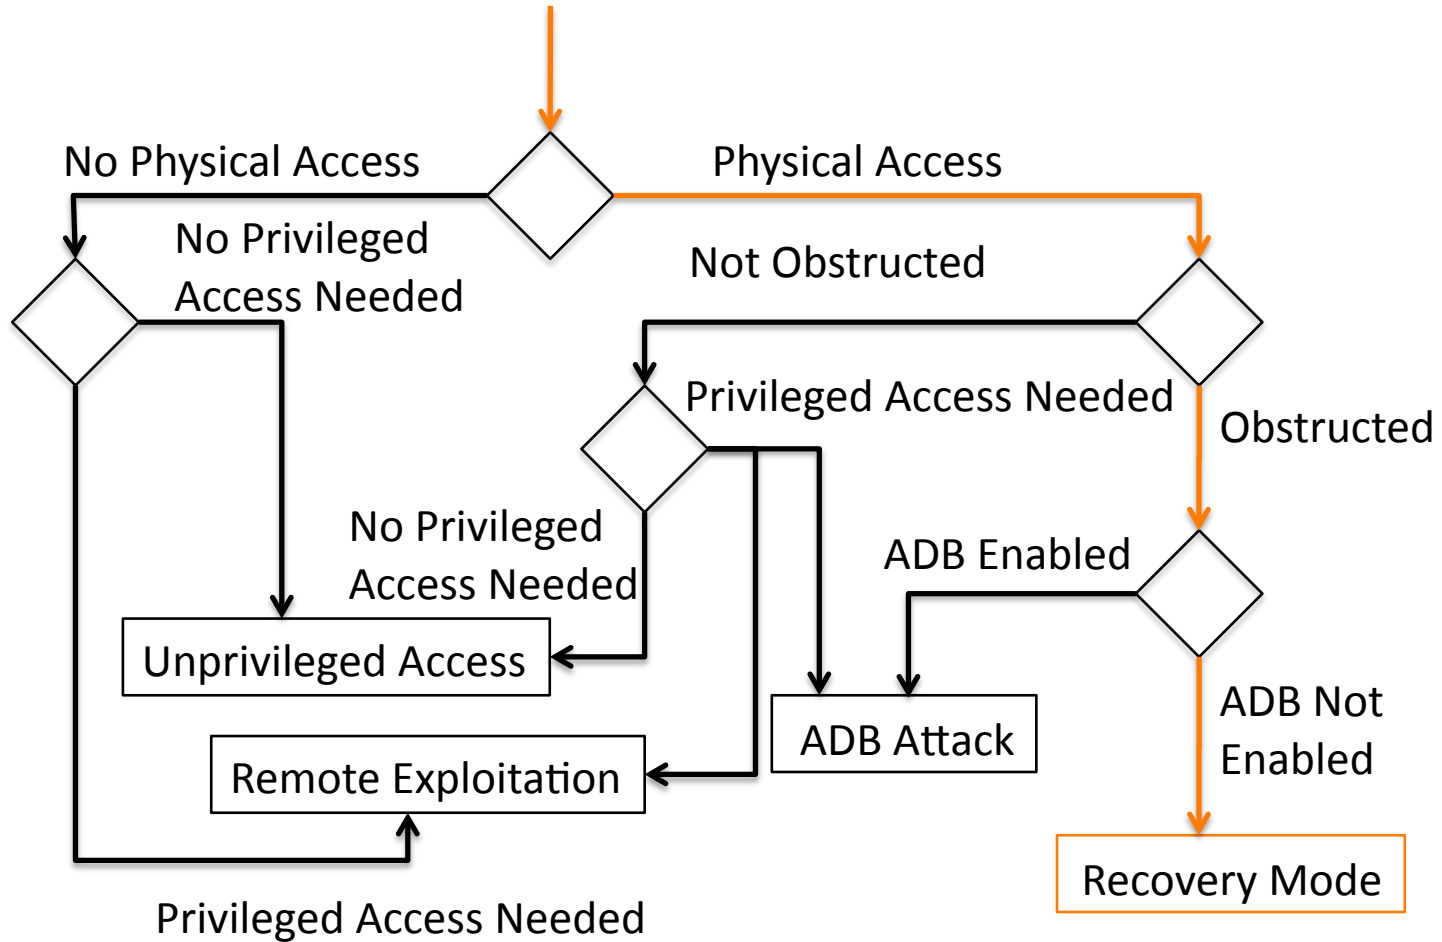 No Physical Access
Physical Access
No Privileged
Access Needed
Not Obstructed
Privileged Access Needed
Obstructed
No Privileged
Access Needed
ADB Enabled
Unprivileged Access
ADB Attack
ADB Not
Enabled
Remote Exploitation
Recovery Mode
Privileged Access Needed